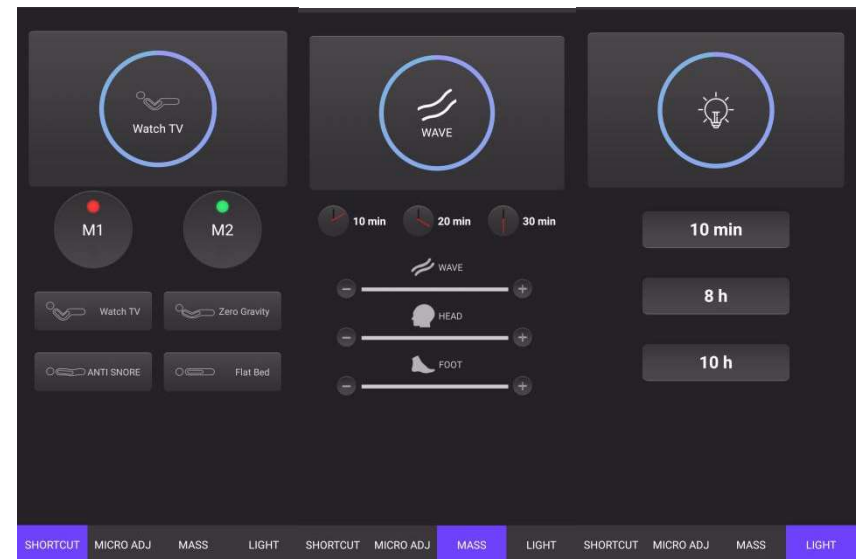 Watch TV
M1
M2
Watch TV
Zero Gravity
ANTI SNORE
Flat Bed
SHORTCUT MICRO ADJ MASS LIGHT
WAVE
10 min 20 min 30 min
WAVE
HEAD
FOOT
SHORTCUT MICRO ADJ MASS LIGHT
10 min
8 h
10 h
SHORTCUT MICRO ADJ MASS LIGHT